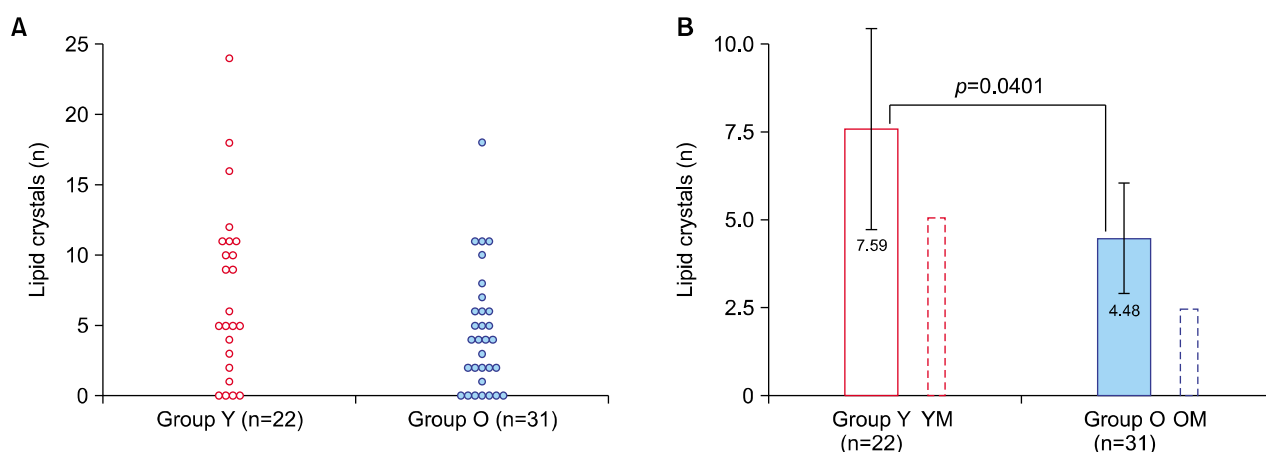 A
Lipid crystals (n)
25
20
15
10
5
0
Group Y (n=22)
Group O (n=31)
B
Lipid crystals (n)
10.0
7.5
5.0
2.5
0
p=0.0401
7.59
4.48
Group Y YM
(n=22)
Group O OM
(n=31)